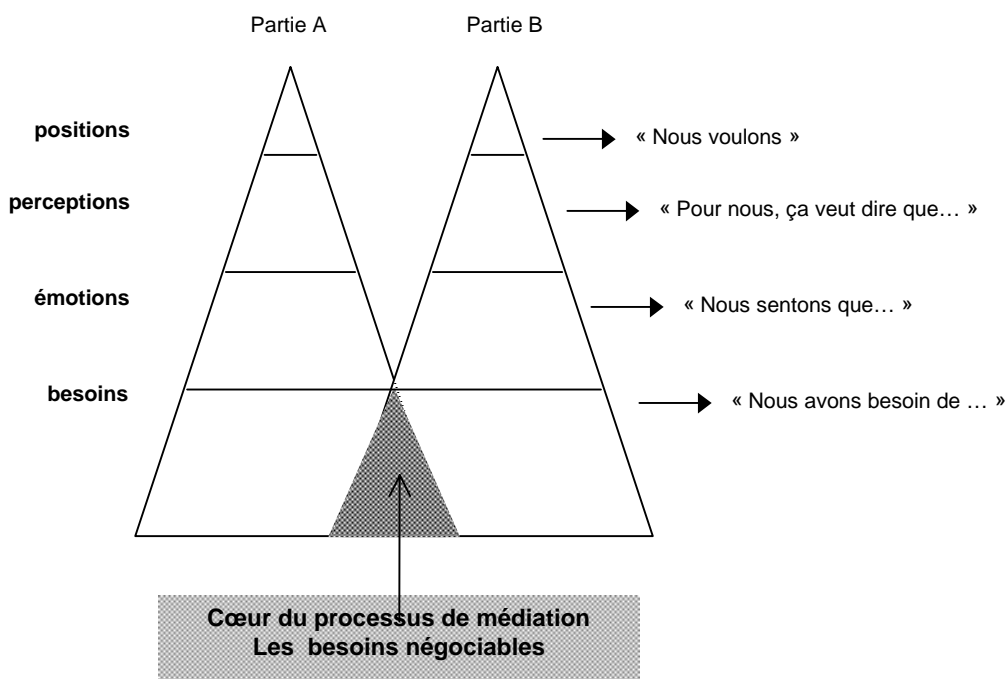 Partie A
Partie B
positions
« Nous voulons »
perceptions
« Pour nous, ça veut dire que… »
émotions
« Nous sentons que… »
besoins
« Nous avons besoin de … »
Cœur du processus de médiation
Les besoins négociables